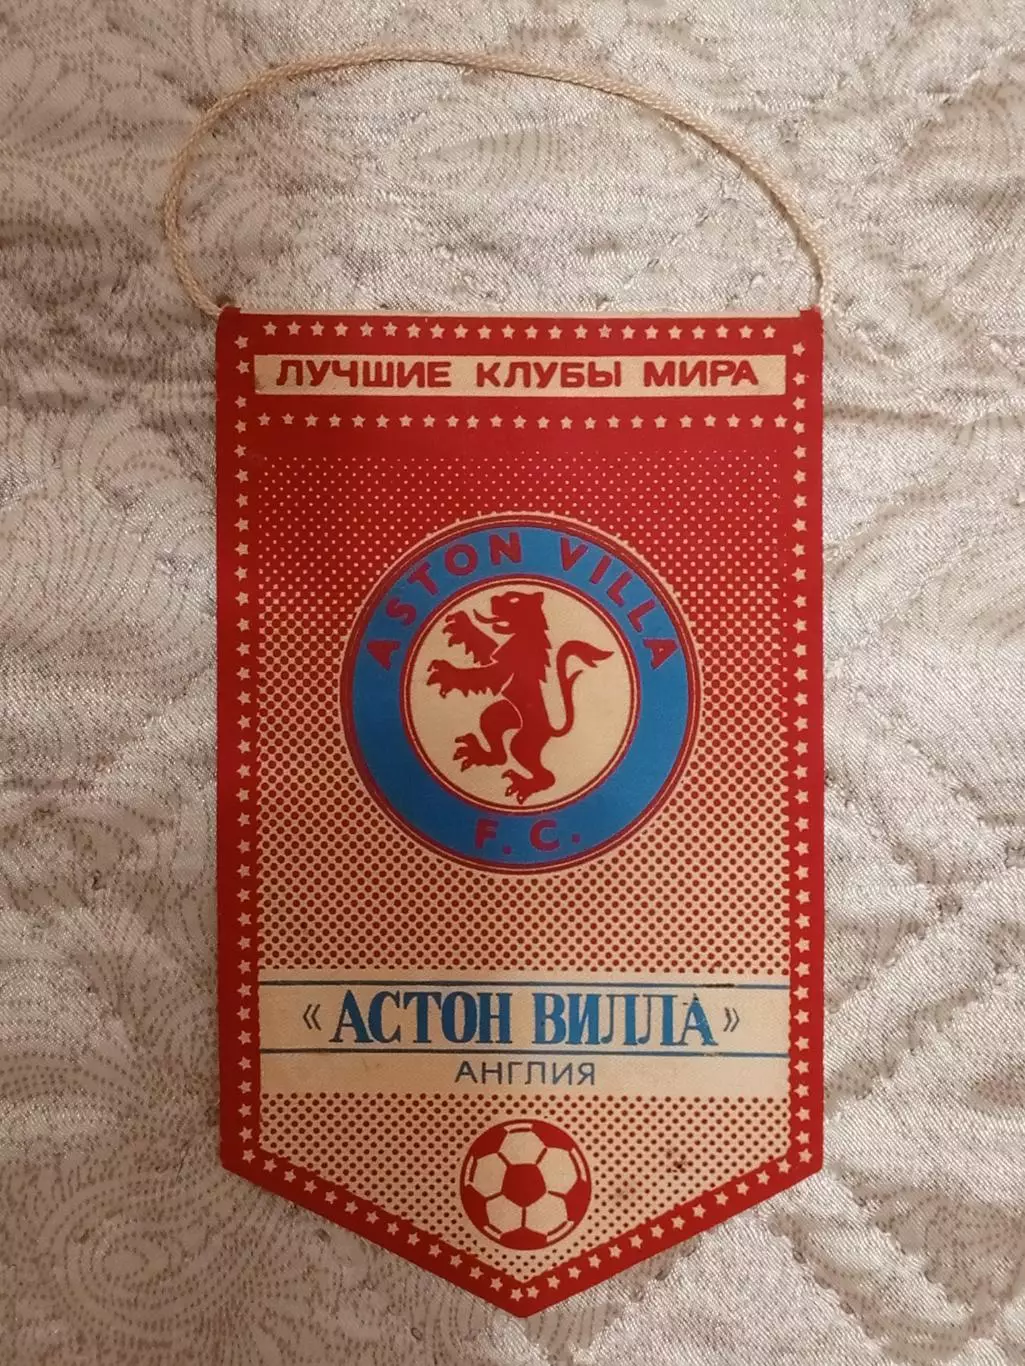 ЛУЧШИЕ КЛУБЫ МИРА
ASTON VILLA
F.C.
«АСТОН ВИЛЛА»
АНГЛИЯ